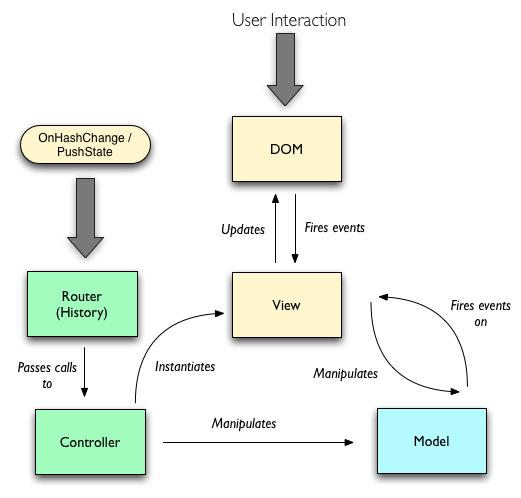 User Interaction
OnHashChange /
PushState
DOM
Updates
Fires events
Router
(History)
View
Fires events
on
Passes calls
to
Instantiates
Manipulates
Controller
Manipulates
Model